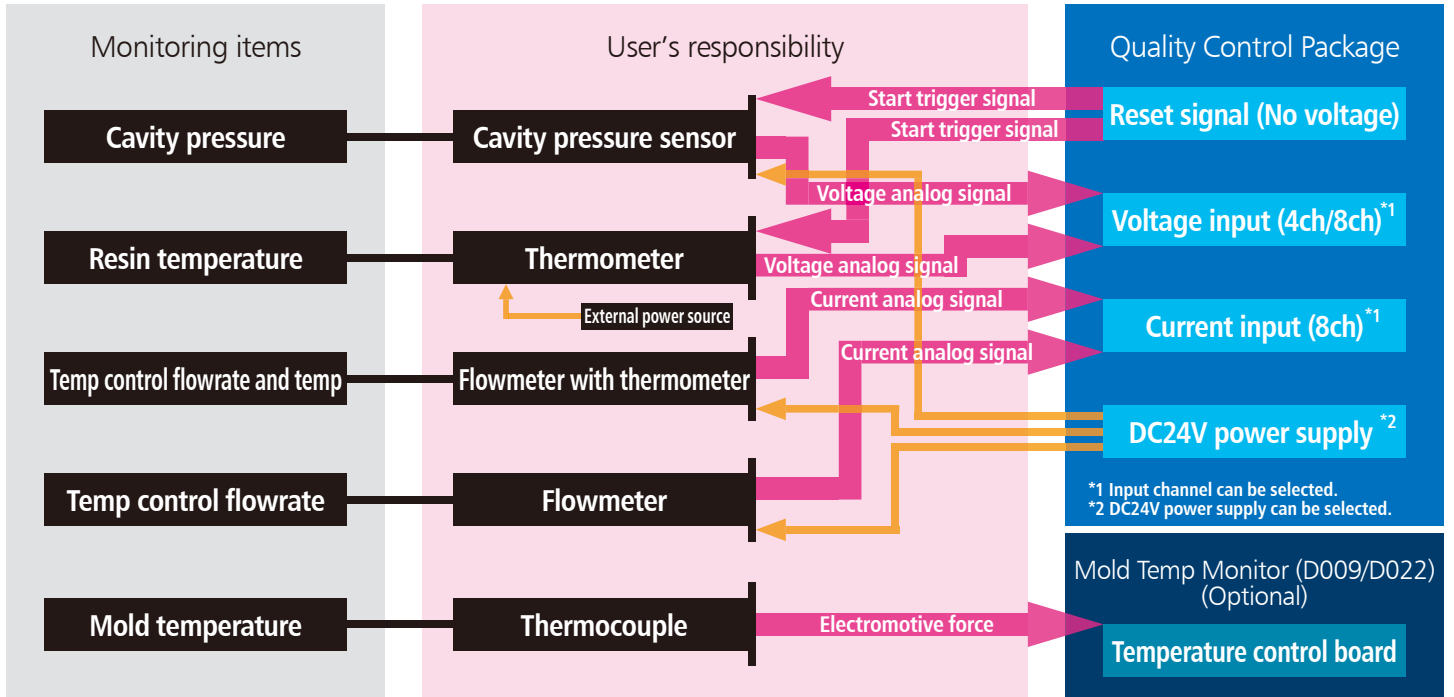 Monitoring items
User's responsibility
Quality Control Package
Start trigger signal
Reset signal (No voltage)
Start trigger signal
Cavity pressure
Cavity pressure sensor
Voltage analog signal
Voltage input (4ch/8ch)*1
Resin temperature
Thermometer
Voltage analog signal
External power source
Current analog signal
Current input (8ch)*1
Current analog signal
Temp control flowrate and temp
Flowmeter with thermometer
DC24V power supply *2
Temp control flowrate
Flowmeter
*1 Input channel can be selected.
*2 DC24V power supply can be selected.
Mold Temp Monitor (D009/D022)
(Optional)
Mold temperature
Thermocouple
Electromotive force
Temperature control board